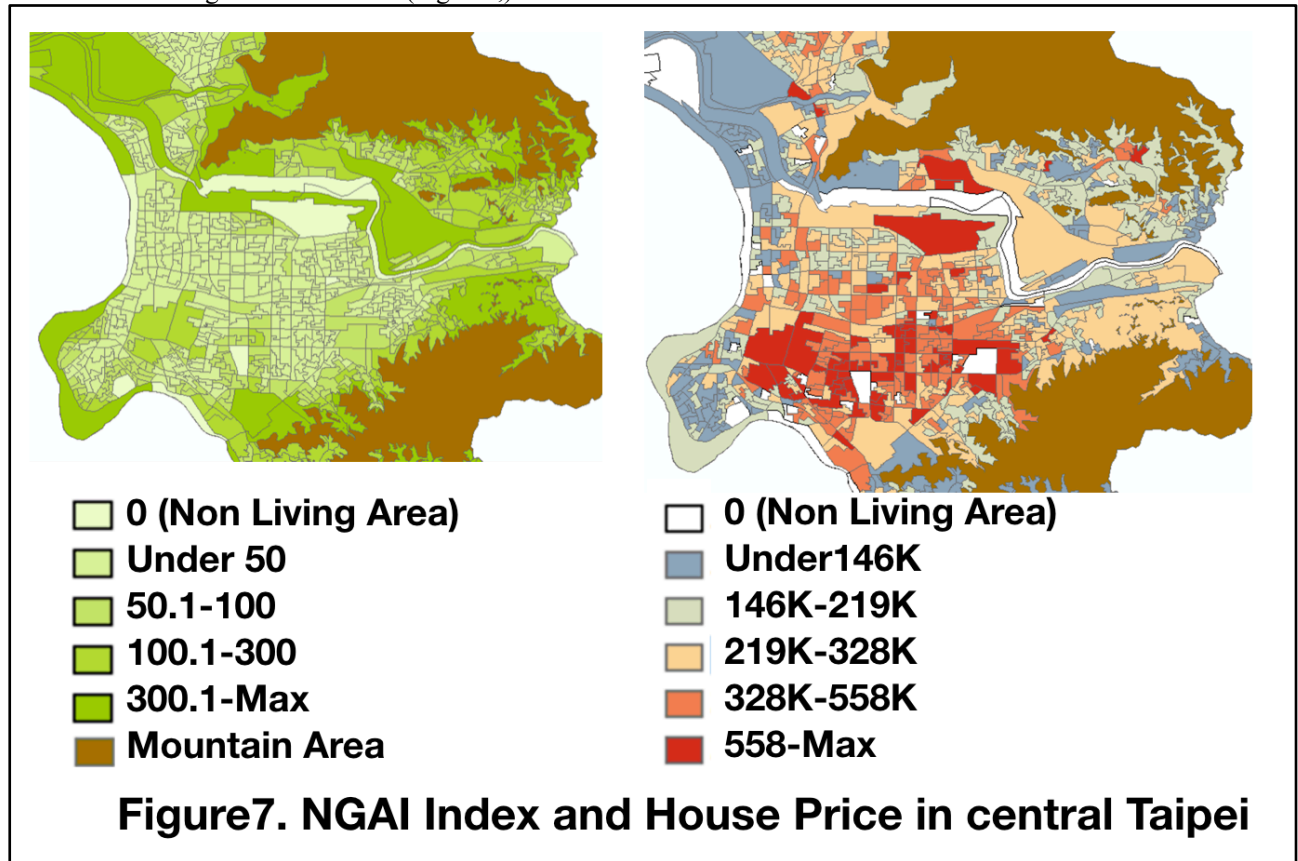 0 (Non Living Area)
Under 50
50.1-100
100.1-300
300.1-Max
Mountain Area
0 (Non Living Area)
Under146K
146K-219K
219K-328K
328K-558K
558-Max
Figure7. NGAI Index and House Price in central Taipei